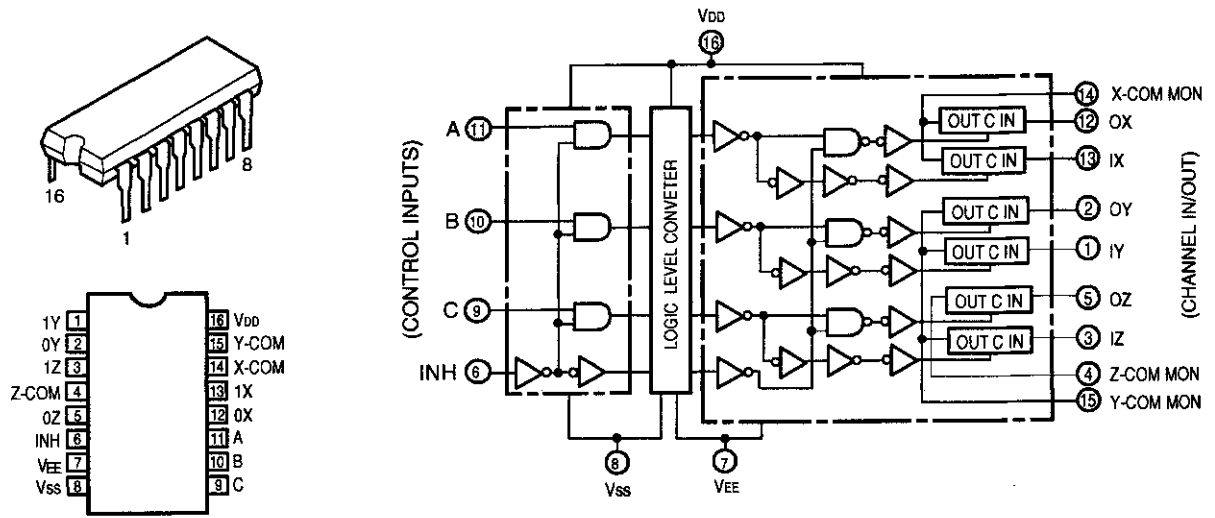 16
8
1
1Y 1
0Y 2
1Z 3
Z-COM 4
0Z 5
INH 6
VEE 7
VSS 8
16 VDD
15 Y-COM
14 X-COM
13 1X
12 0X
11 A
10 B
9 C
(CONTROL INPUTS)
A 11
B 10
C 9
INH 6
VDD
16
LOGIC LEVEL CONVETER
8
VSS
7
VEE
OUT C IN
OUT C IN
OUT C IN
OUT C IN
OUT C IN
OUT C IN
14 X-COM MON
12 OX
13 IX
2 OY
1 IY
5 OZ
3 IZ
4 Z-COM MON
15 Y-COM MON
(CHANNEL IN/OUT)